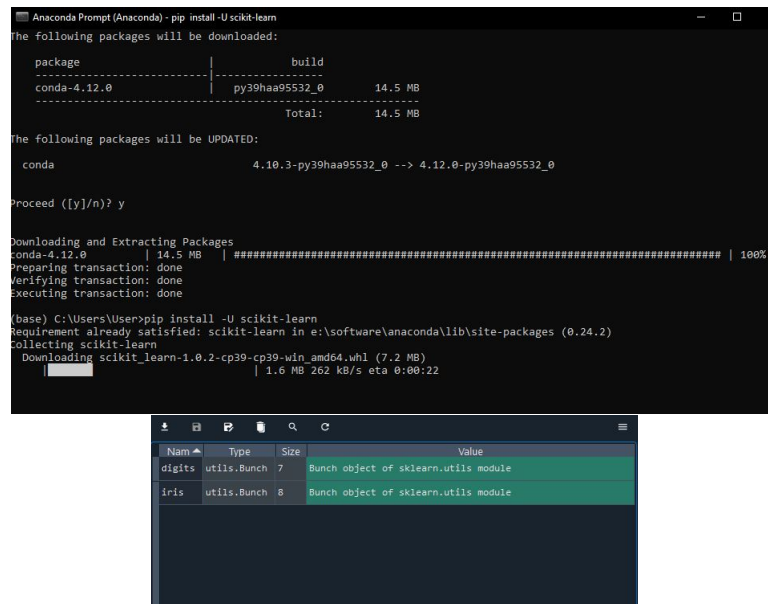 Anaconda Prompt (Anaconda) - pip install -U scikit-learn
The following packages will be downloaded:
package | build
---------------------------|-----------------
conda-4.12.0 | py39haa95532_0 14.5 MB
------------------------------------------------------------
Total: 14.5 MB
The following packages will be UPDATED:
conda 4.10.3-py39haa95532_0 --> 4.12.0-py39haa95532_0
Proceed ([y]/n)? y
Downloading and Extracting Packages
conda-4.12.0 | 14.5 MB | ############################################################################ | 100%
Preparing transaction: done
Verifying transaction: done
Executing transaction: done
(base) C:\Users\User>pip install -U scikit-learn
Requirement already satisfied: scikit-learn in e:\software\anaconda\lib\site-packages (0.24.2)
Collecting scikit-learn
Downloading scikit_learn-1.0.2-cp39-cp39-win_amd64.whl (7.2 MB)
| | 1.6 MB 262 kB/s eta 0:00:22
Nam Type Size Value
digits utils.Bunch 7 Bunch object of sklearn.utils module
iris utils.Bunch 8 Bunch object of sklearn.utils module